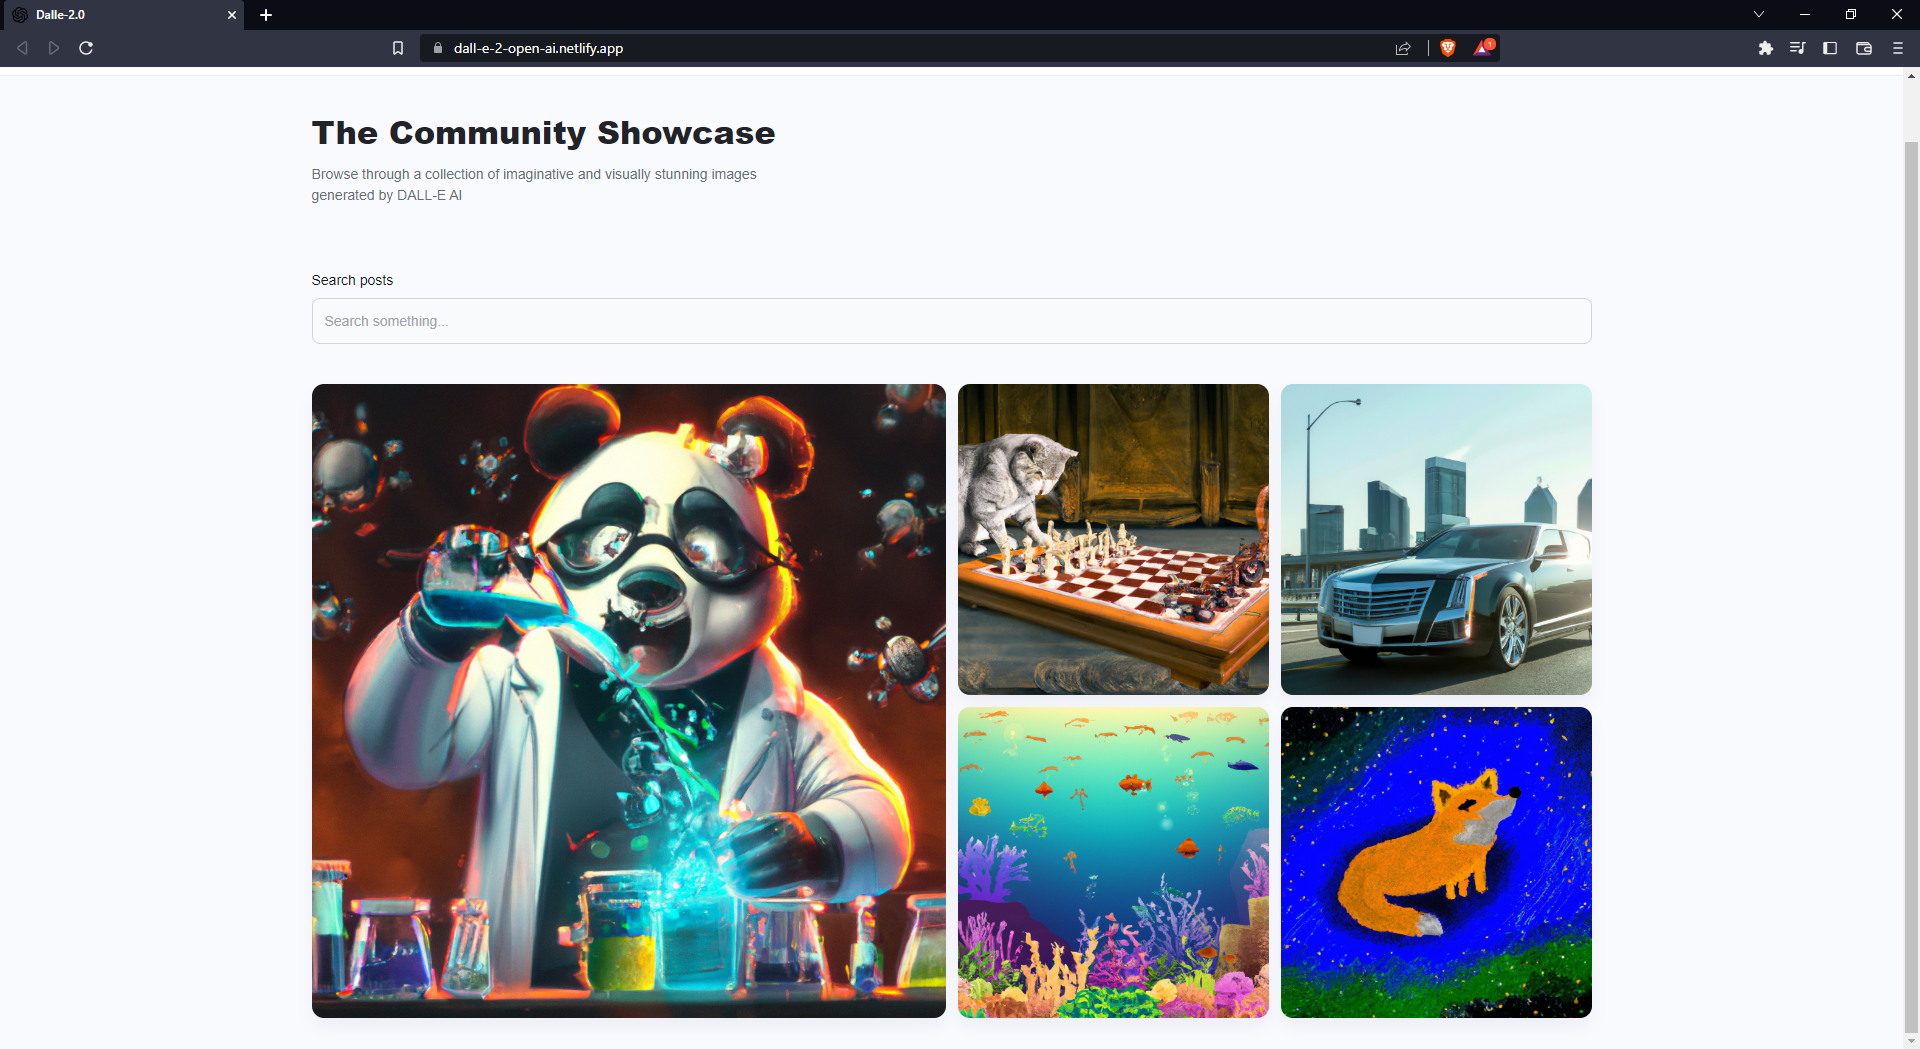 Dalle-2.0
dall-e-2-open-ai.netlify.app
1
The Community Showcase
Browse through a collection of imaginative and visually stunning images
generated by DALL-E AI
Search posts
Search something...